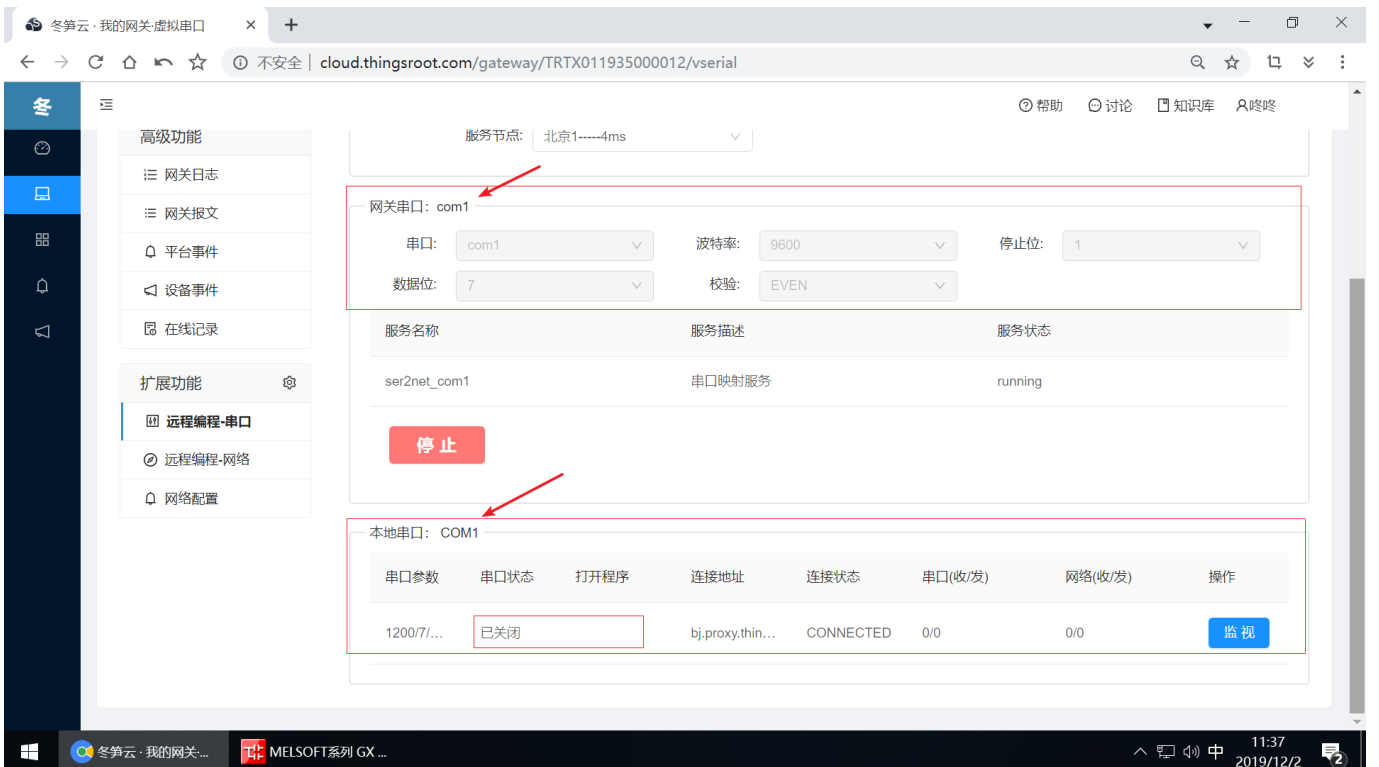 冬笋云 · 我的网关·虚拟串口
不安全 | cloud.thingsroot.com/gateway/TRTX011935000012/vserial
冬
帮助 讨论 知识库 咚咚
高级功能
网关日志
网关报文
平台事件
设备事件
在线记录
扩展功能
远程编程-串口
远程编程-网络
网络配置
服务节点: 北京1-----4ms
网关串口: com1
串口: com1 波特率: 9600 停止位: 1
数据位: 7 校验: EVEN
服务名称 服务描述 服务状态
ser2net_com1 串口映射服务 running
停 止
本地串口: COM1
串口参数 串口状态 打开程序 连接地址 连接状态 串口(收/发) 网络(收/发) 操作
1200/7/... 已关闭 bj.proxy.thin... CONNECTED 0/0 0/0 监 视
冬笋云 · 我的网关·... MELSOFT系列 GX ... 中 11:37
2019/12/2 2